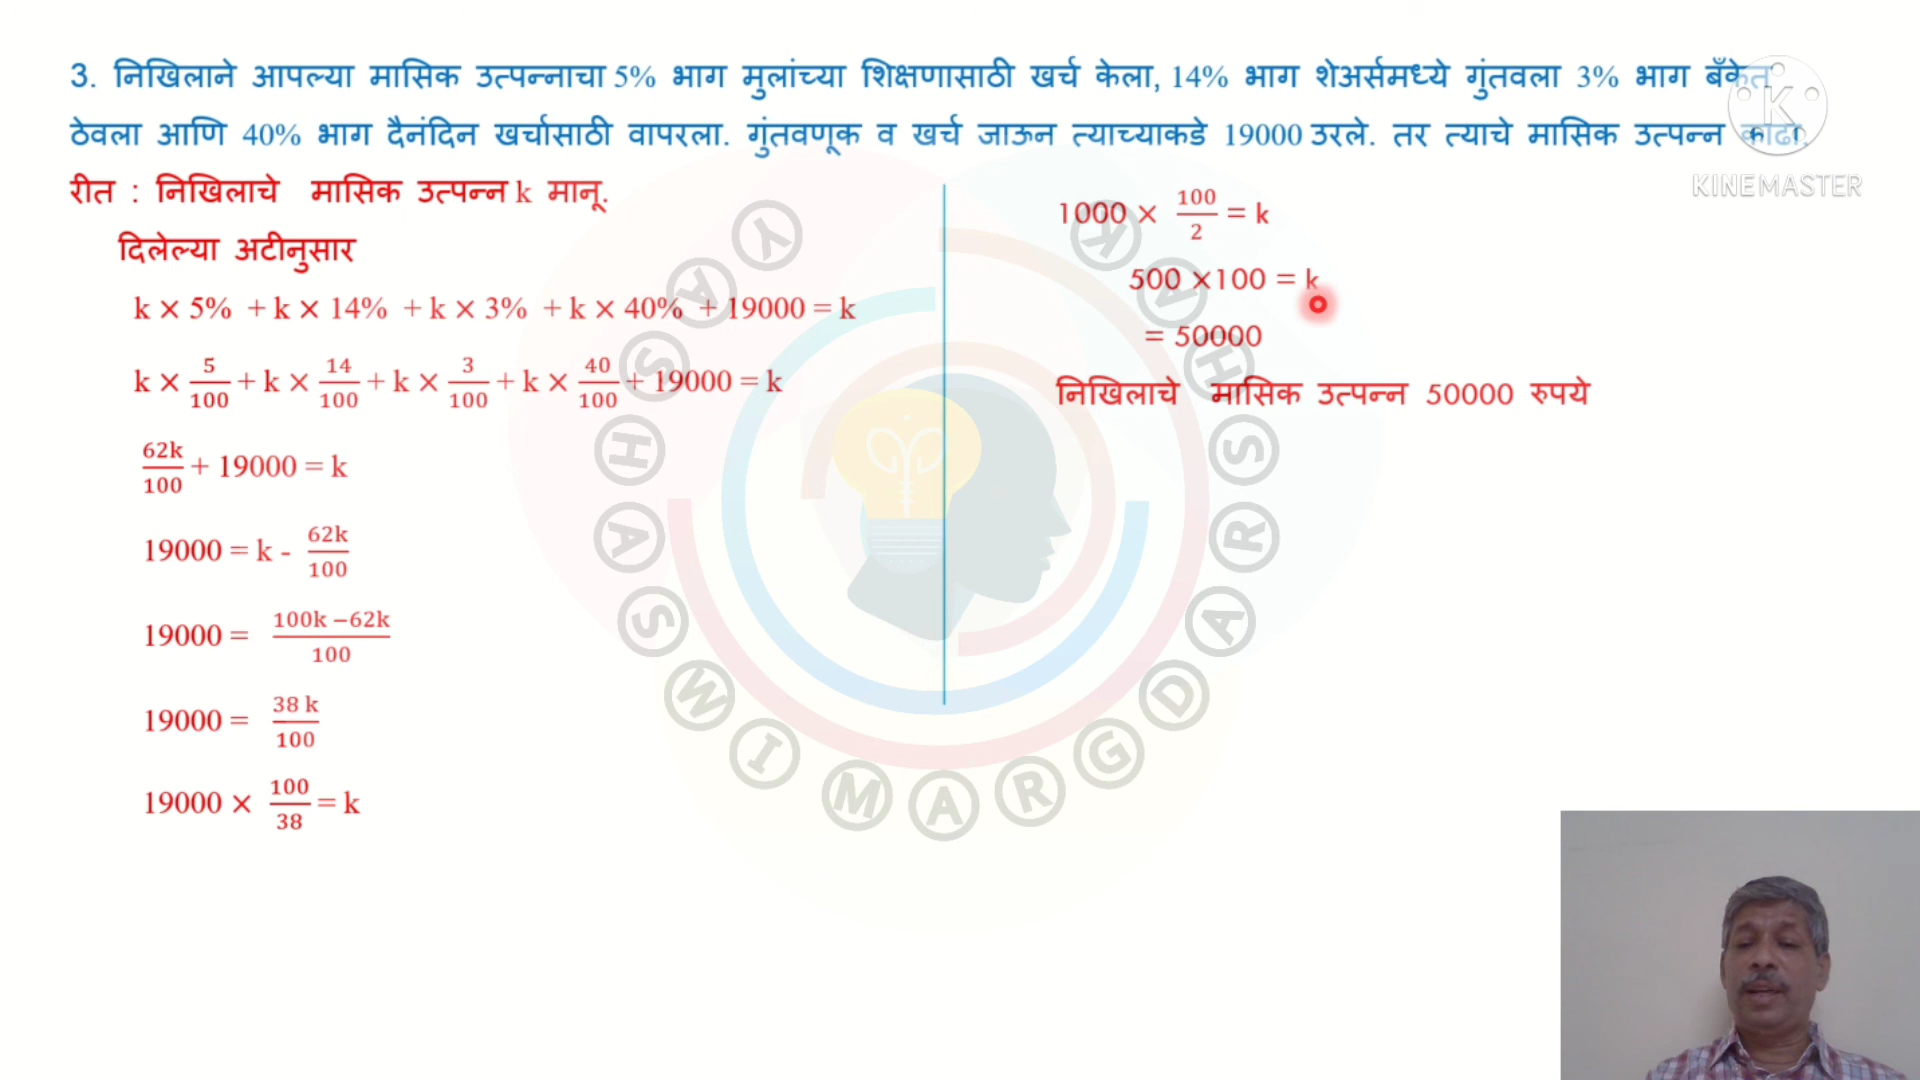 3. निखिलाने आपल्या मासिक उत्पन्नाचा 5% भाग मुलांच्या शिक्षणासाठी खर्च केला, 14% भाग शेअर्समध्ये गुंतवला 3% भाग बँकेत
ठेवला आणि 40% भाग दैनंदिन खर्चासाठी वापरला. गुंतवणूक व खर्च जाऊन त्याच्याकडे 19000 उरले. तर त्याचे मासिक उत्पन्न काढा.
रीत : निखिलाचे मासिक उत्पन्न k मानू.
दिलेल्या अटीनुसार
k × 5% + k × 14% + k × 3% + k × 40% + 19000 = k
k × 5/100 + k × 14/100 + k × 3/100 + k × 40/100 + 19000 = k
62k/100 + 19000 = k
19000 = k - 62k/100
19000 = 100k –62k/100
19000 = 38 k/100
19000 × 100/38 = k
1000 × 100/2 = k
500 ×100 = k
= 50000
निखिलाचे मासिक उत्पन्न 50000 रुपये
KINEMASTER
YASHASWI MARGDARSHAK